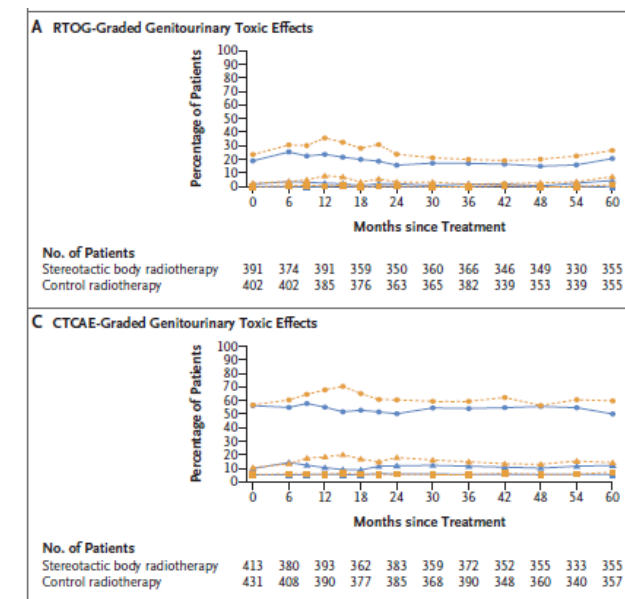 A RTOG-Graded Genitourinary Toxic Effects
Percentage of Patients
100
90
80
70
60
50
40
30
20
10
0
0 6 12 18 24 30 36 42 48 54 60
Months since Treatment
No. of Patients
Stereotactic body radiotherapy 391 374 391 359 350 360 366 346 349 330 355
Control radiotherapy 402 402 385 376 363 365 382 339 353 339 355
C CTCAE-Graded Genitourinary Toxic Effects
Percentage of Patients
100
90
80
70
60
50
40
30
20
10
0
0 6 12 18 24 30 36 42 48 54 60
Months since Treatment
No. of Patients
Stereotactic body radiotherapy 413 380 393 362 383 359 372 352 355 333 355
Control radiotherapy 431 408 390 377 385 368 390 348 360 340 357